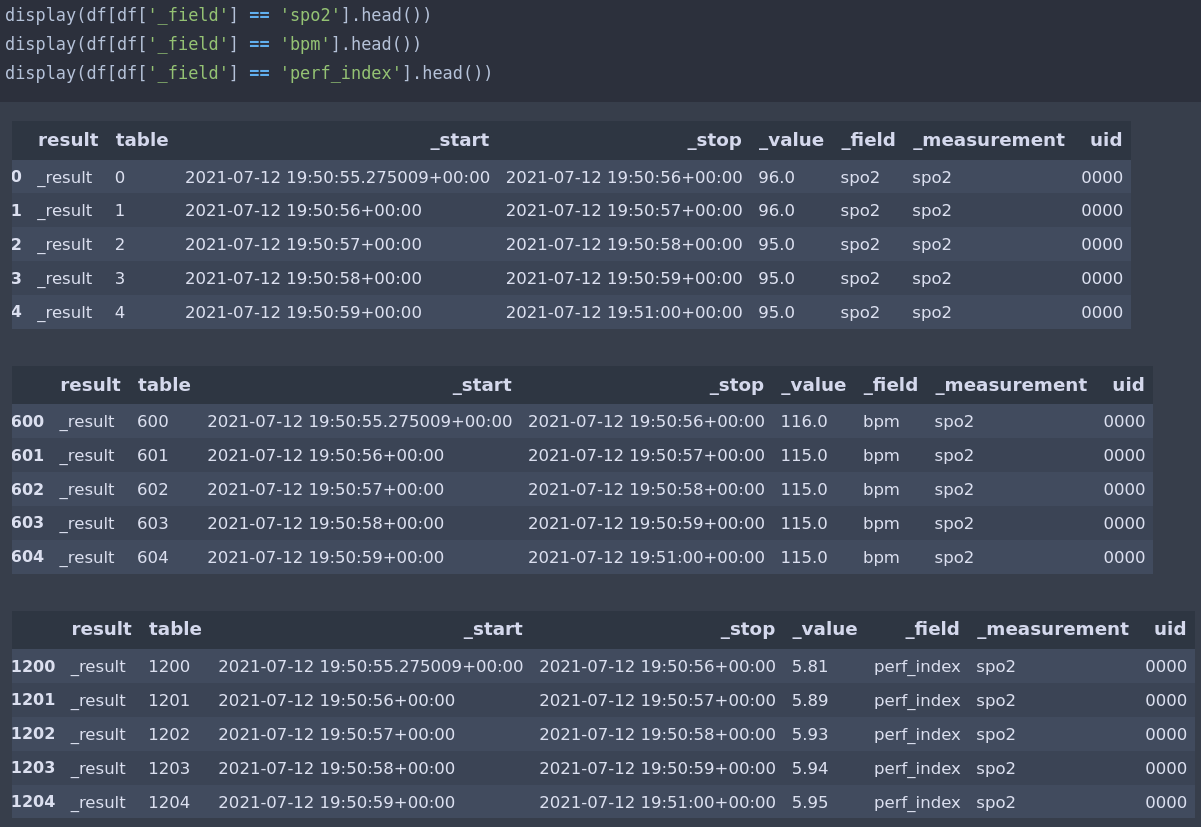 display(df[df['_field'] == 'spo2'].head())
display(df[df['_field'] == 'bpm'].head())
display(df[df['_field'] == 'perf_index'].head())
result table _start _stop _value _field _measurement uid
0 _result 0 2021-07-12 19:50:55.275009+00:00 2021-07-12 19:50:56+00:00 96.0 spo2 spo2 0000
1 _result 1 2021-07-12 19:50:56+00:00 2021-07-12 19:50:57+00:00 96.0 spo2 spo2 0000
2 _result 2 2021-07-12 19:50:57+00:00 2021-07-12 19:50:58+00:00 95.0 spo2 spo2 0000
3 _result 3 2021-07-12 19:50:58+00:00 2021-07-12 19:50:59+00:00 95.0 spo2 spo2 0000
4 _result 4 2021-07-12 19:50:59+00:00 2021-07-12 19:51:00+00:00 95.0 spo2 spo2 0000
result table _start _stop _value _field _measurement uid
600 _result 600 2021-07-12 19:50:55.275009+00:00 2021-07-12 19:50:56+00:00 116.0 bpm spo2 0000
601 _result 601 2021-07-12 19:50:56+00:00 2021-07-12 19:50:57+00:00 115.0 bpm spo2 0000
602 _result 602 2021-07-12 19:50:57+00:00 2021-07-12 19:50:58+00:00 115.0 bpm spo2 0000
603 _result 603 2021-07-12 19:50:58+00:00 2021-07-12 19:50:59+00:00 115.0 bpm spo2 0000
604 _result 604 2021-07-12 19:50:59+00:00 2021-07-12 19:51:00+00:00 115.0 bpm spo2 0000
result table _start _stop _value _field _measurement uid
1200 _result 1200 2021-07-12 19:50:55.275009+00:00 2021-07-12 19:50:56+00:00 5.81 perf_index spo2 0000
1201 _result 1201 2021-07-12 19:50:56+00:00 2021-07-12 19:50:57+00:00 5.89 perf_index spo2 0000
1202 _result 1202 2021-07-12 19:50:57+00:00 2021-07-12 19:50:58+00:00 5.93 perf_index spo2 0000
1203 _result 1203 2021-07-12 19:50:58+00:00 2021-07-12 19:50:59+00:00 5.94 perf_index spo2 0000
1204 _result 1204 2021-07-12 19:50:59+00:00 2021-07-12 19:51:00+00:00 5.95 perf_index spo2 0000